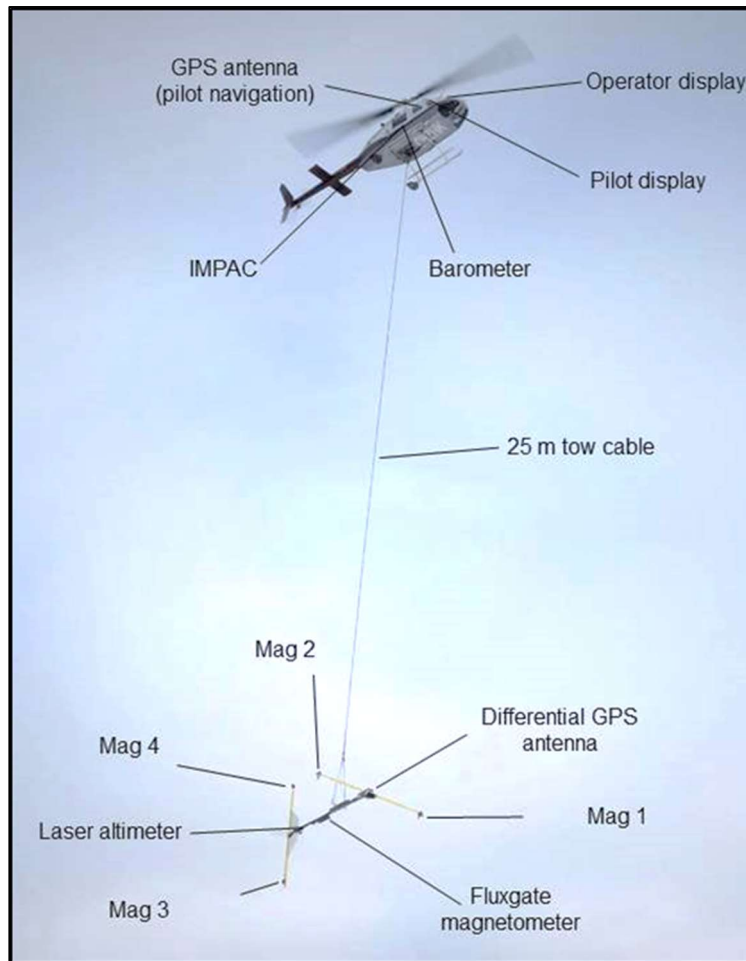 GPS antenna
(pilot navigation)
Operator display
Pilot display
IMPAC
Barometer
25 m tow cable
Mag 2
Differential GPS
antenna
Mag 4
Laser altimeter
Mag 1
Mag 3
Fluxgate
magnetometer